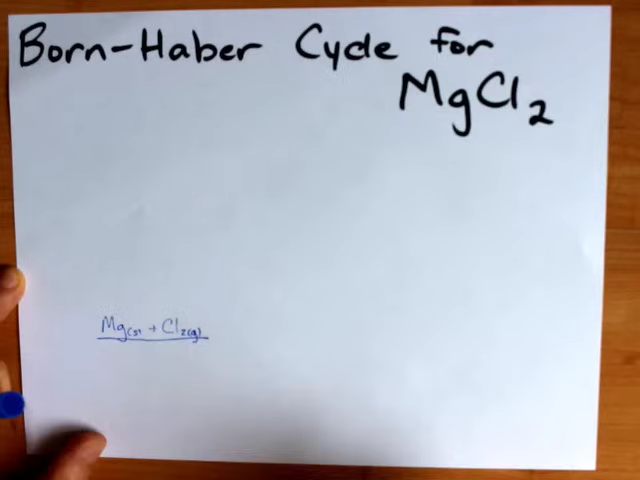 Born-Haber Cycle for
MgCl₂
Mg(s) + Cl₂(g)